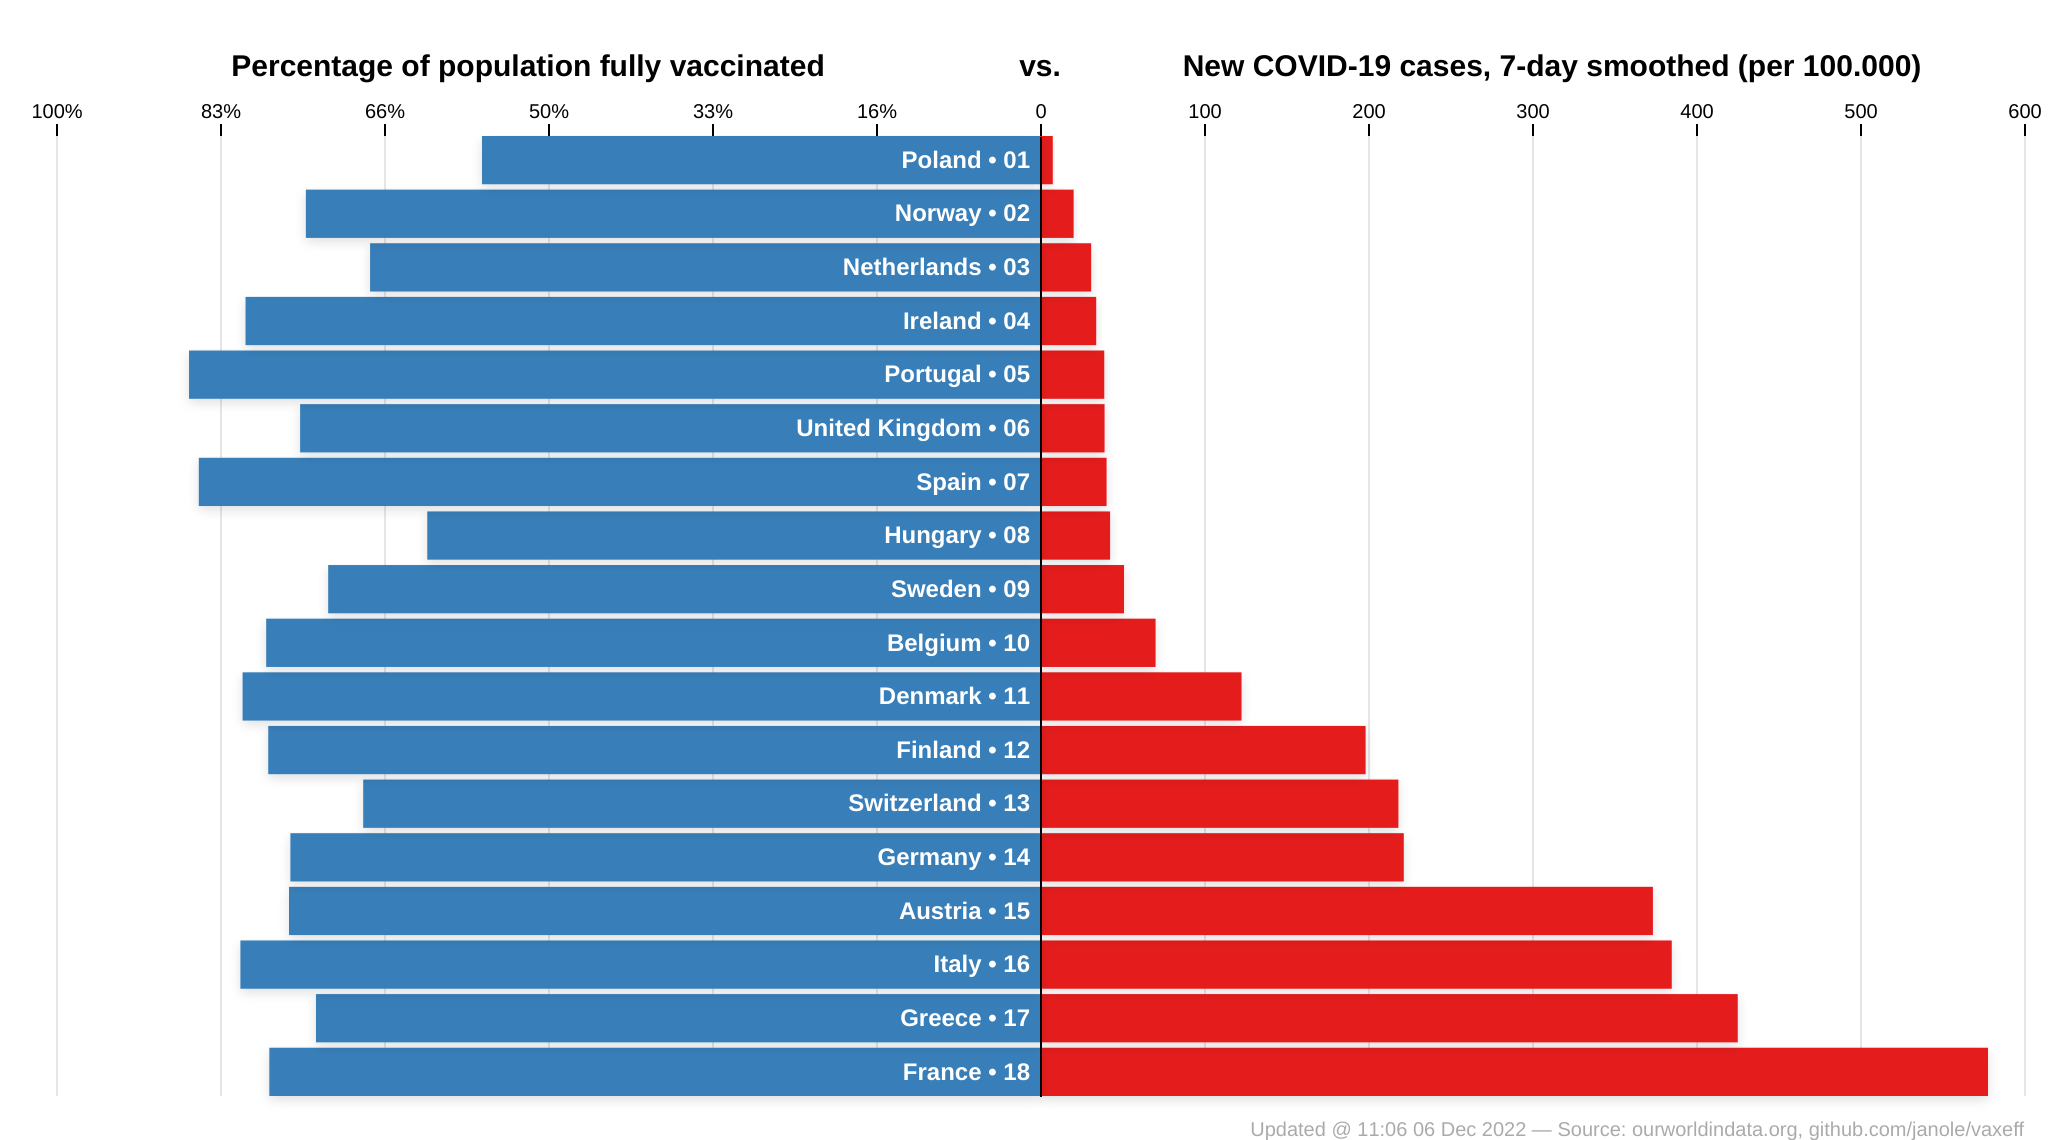 Percentage of population fully vaccinated vs. New COVID-19 cases, 7-day smoothed (per 100.000)
100% 83% 66% 50% 33% 16% 0 100 200 300 400 500 600
Poland • 01
Norway • 02
Netherlands • 03
Ireland • 04
Portugal • 05
United Kingdom • 06
Spain • 07
Hungary • 08
Sweden • 09
Belgium • 10
Denmark • 11
Finland • 12
Switzerland • 13
Germany • 14
Austria • 15
Italy • 16
Greece • 17
France • 18
Updated @ 11:06 06 Dec 2022 — Source: ourworldindata.org, github.com/janole/vaxeff